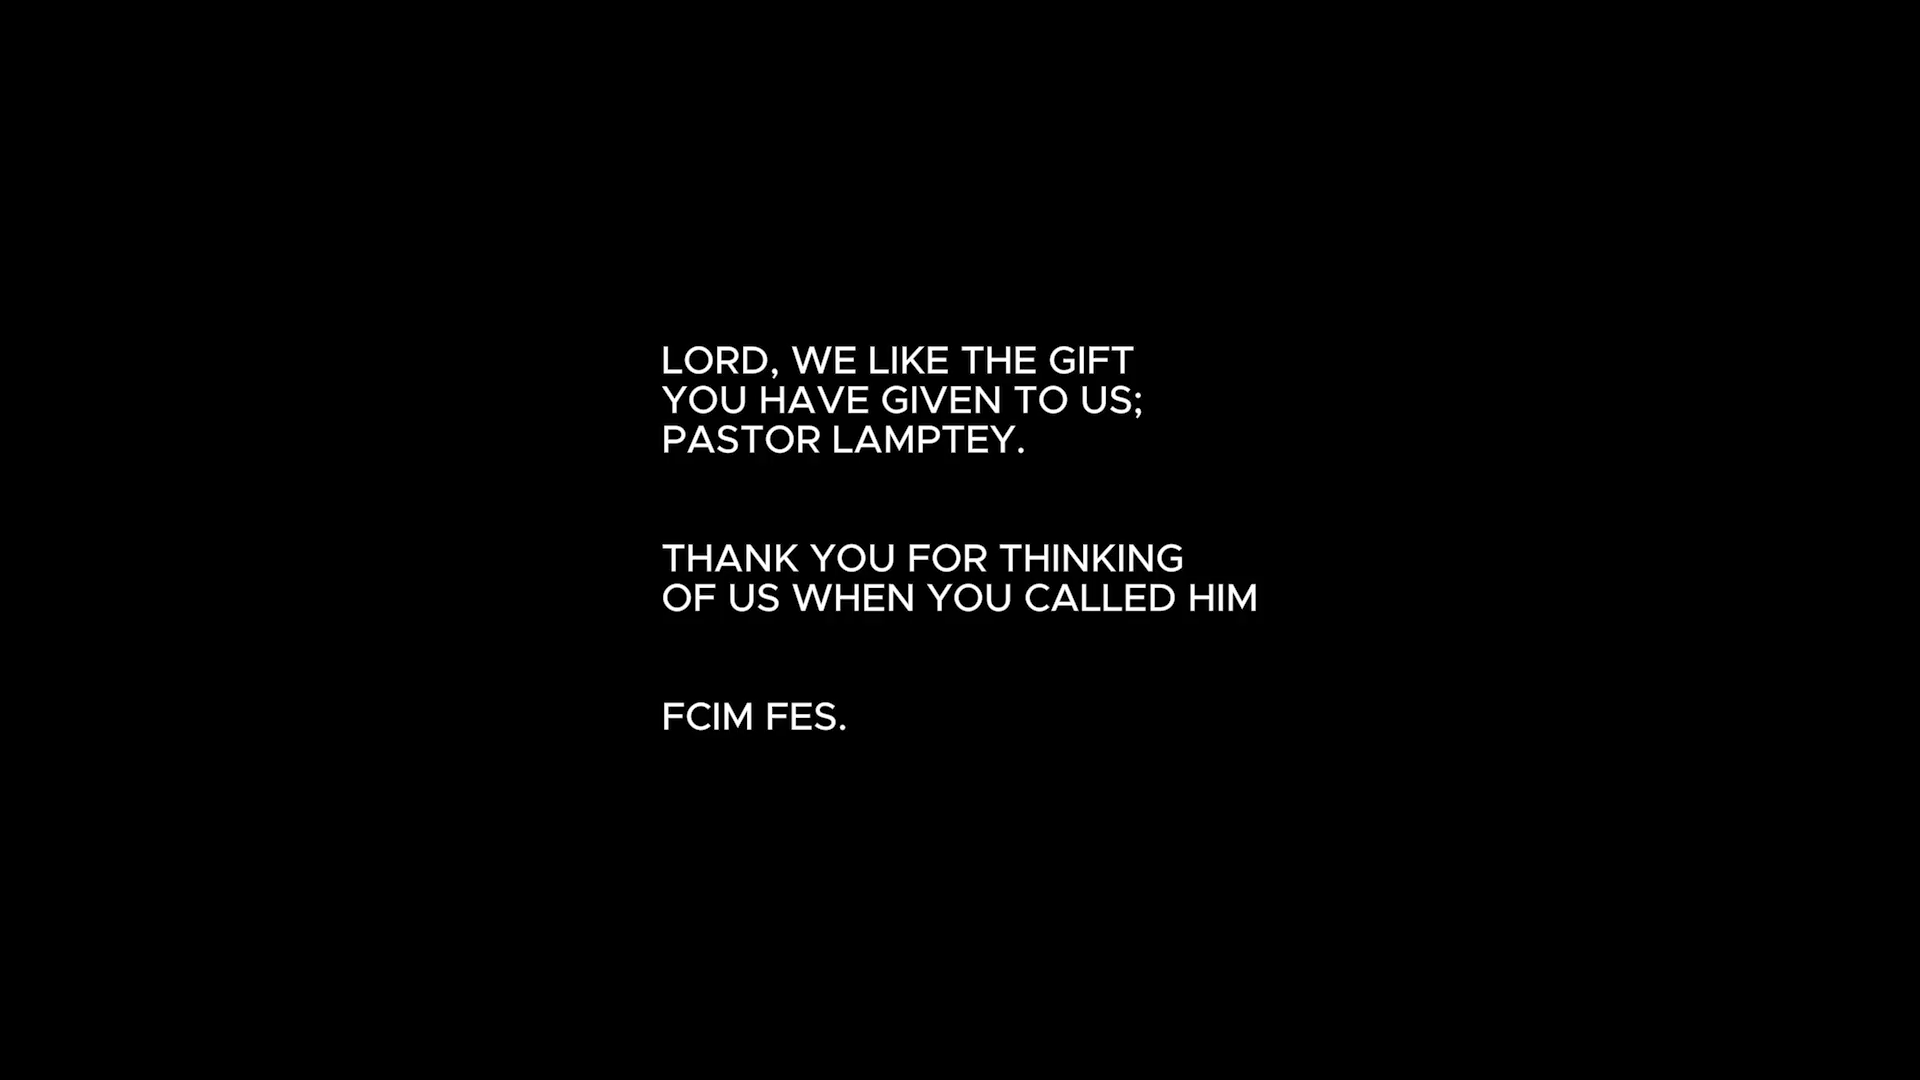 LORD, WE LIKE THE GIFT
YOU HAVE GIVEN TO US;
PASTOR LAMPTEY.
THANK YOU FOR THINKING
OF US WHEN YOU CALLED HIM
FCIM FES.